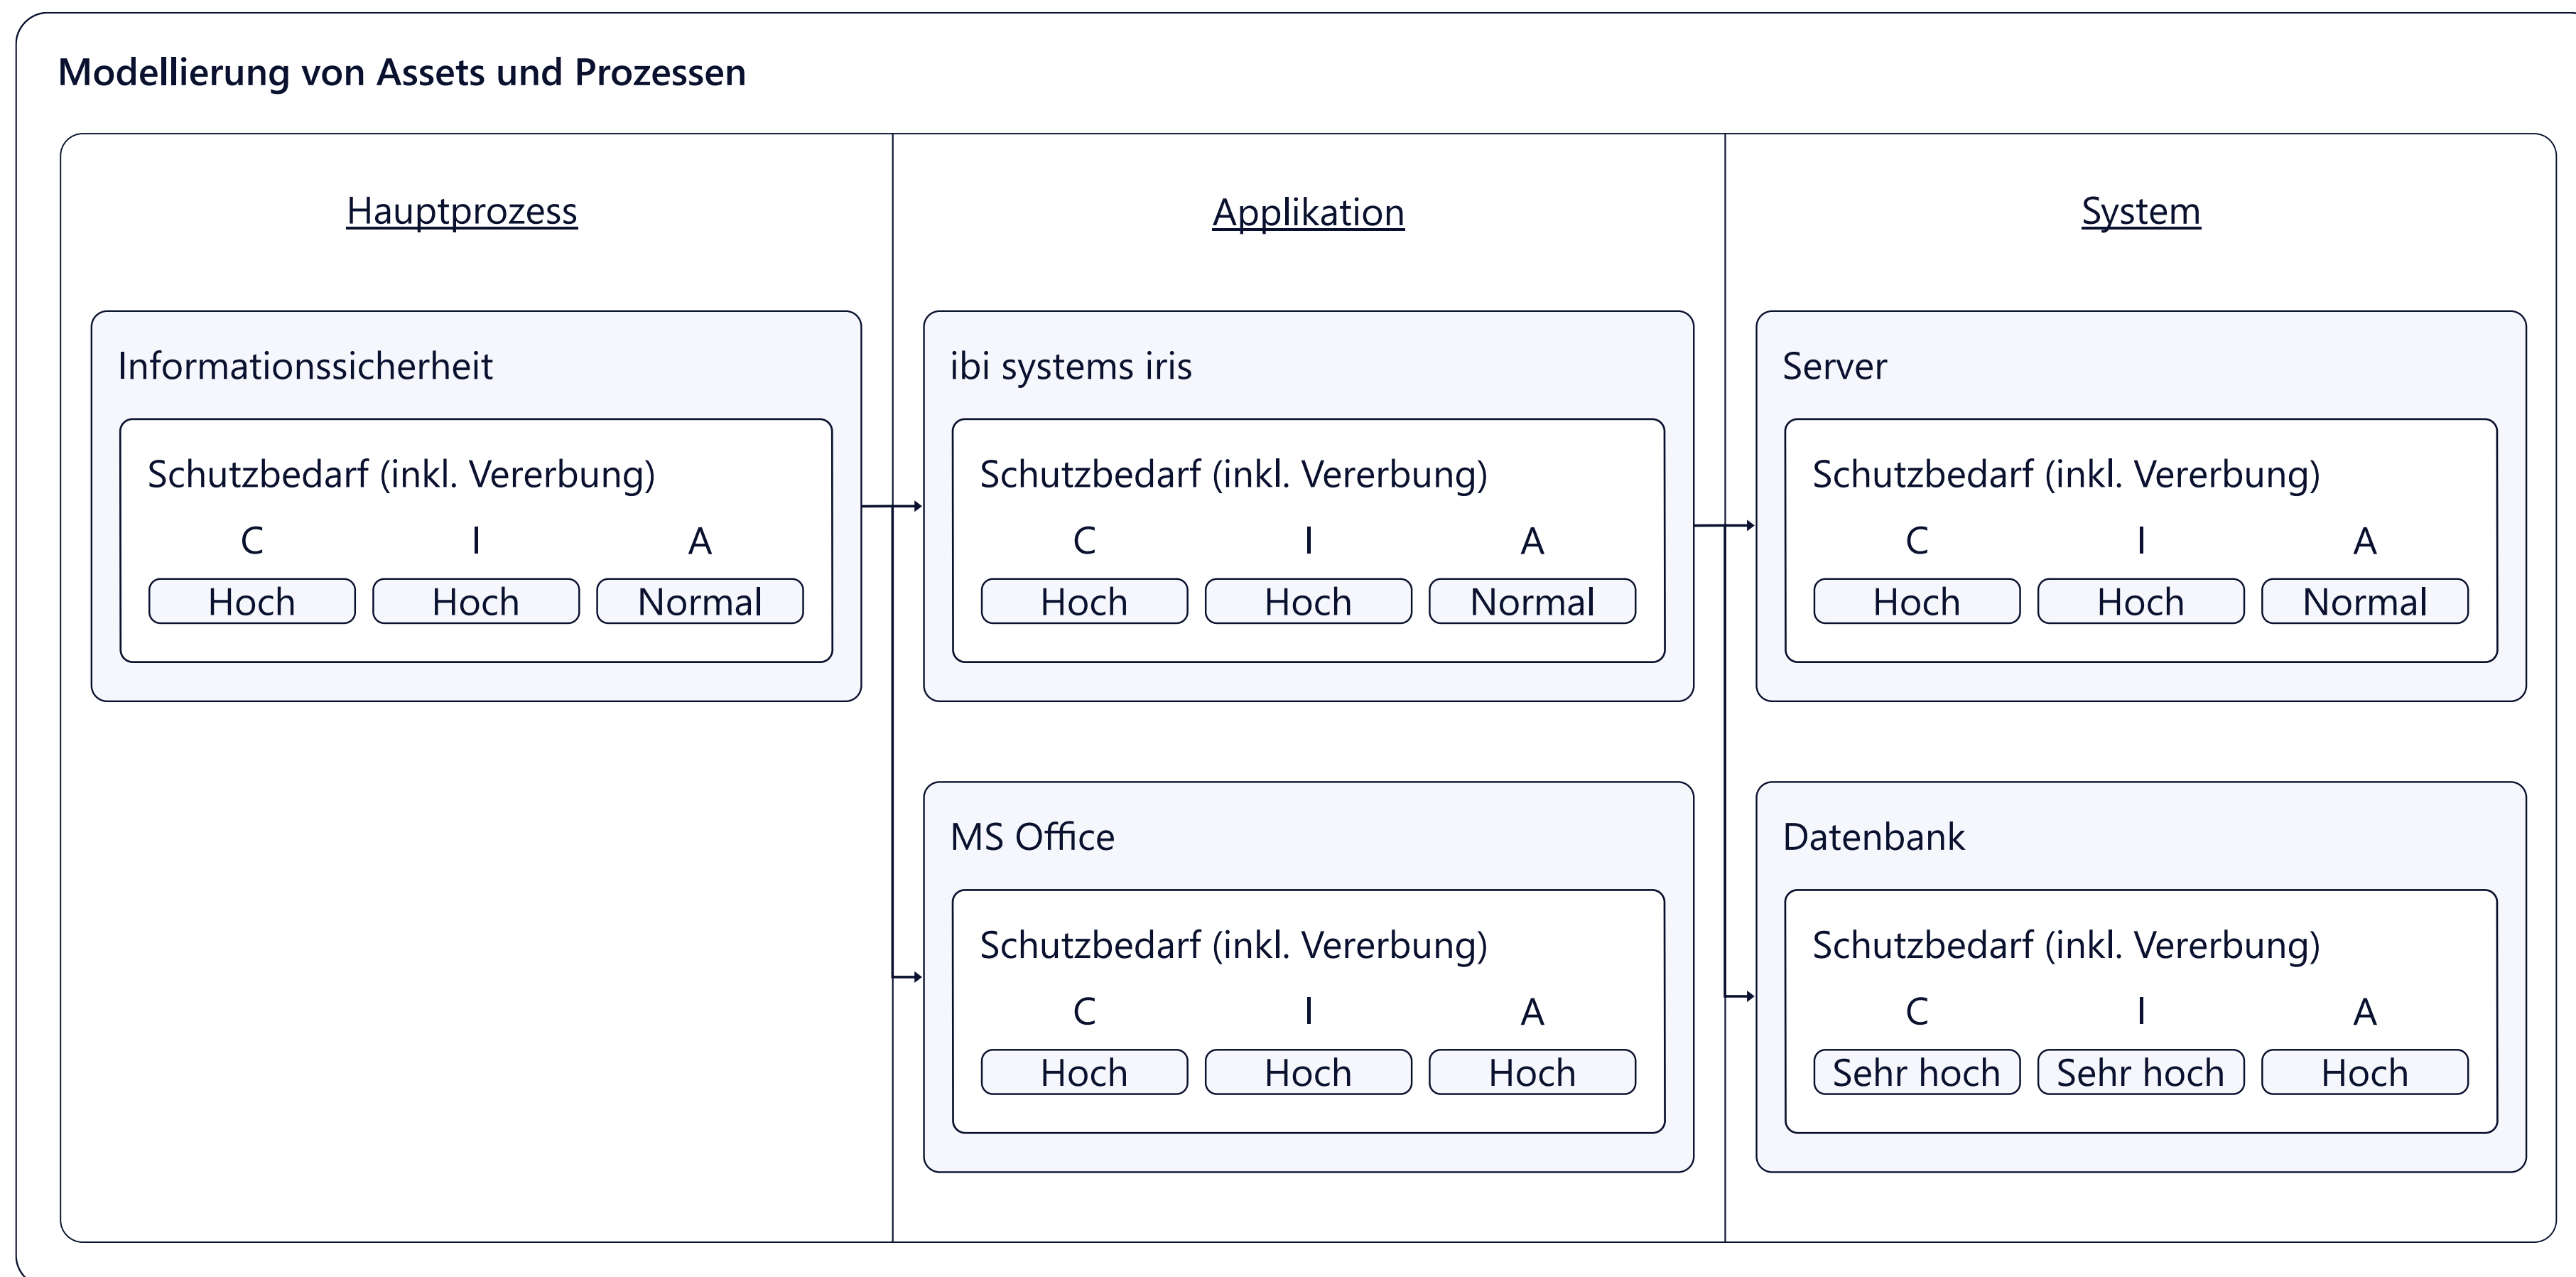 Modellierung von Assets und Prozessen
Hauptprozess
Informationssicherheit
Schutzbedarf (inkl. Vererbung)
C I A
Hoch Hoch Normal
Applikation
ibi systems iris
Schutzbedarf (inkl. Vererbung)
C I A
Hoch Hoch Normal
MS Office
Schutzbedarf (inkl. Vererbung)
C I A
Hoch Hoch Hoch
System
Server
Schutzbedarf (inkl. Vererbung)
C I A
Hoch Hoch Normal
Datenbank
Schutzbedarf (inkl. Vererbung)
C I A
Sehr hoch Sehr hoch Hoch